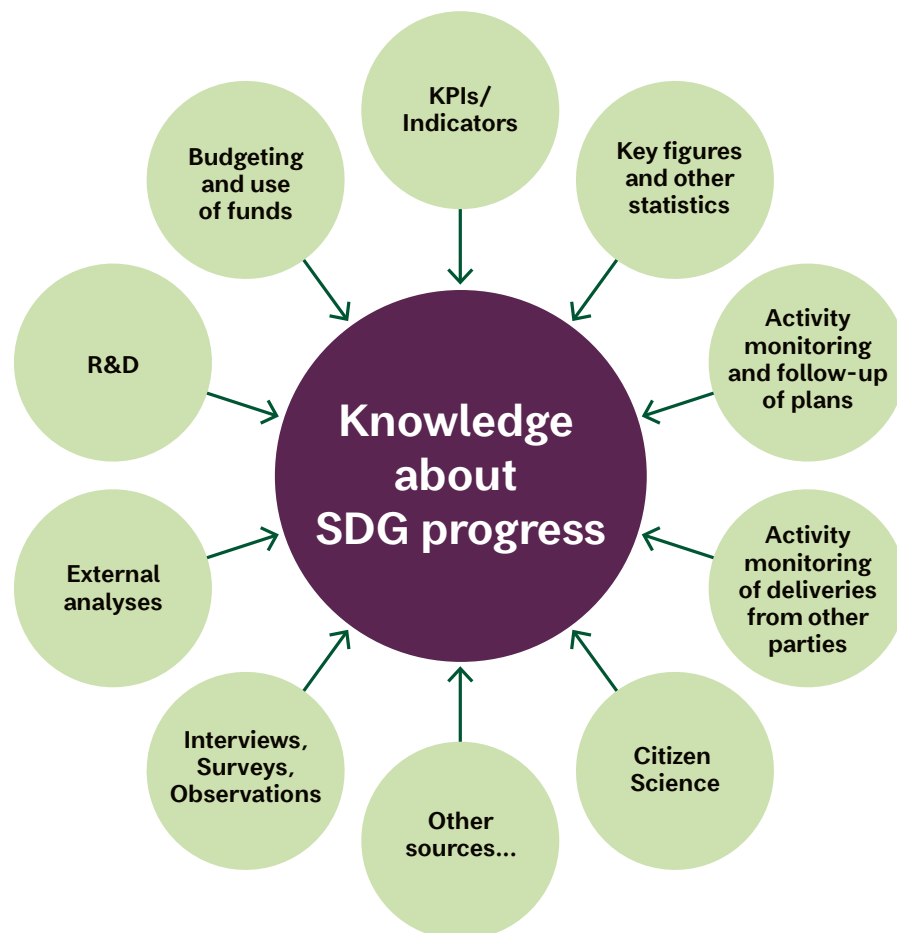 KPIs/
Indicators
Key figures
and other
statistics
Activity
monitoring
and follow-up
of plans
Activity
monitoring
of deliveries
from other
parties
Citizen
Science
Other
sources...
Interviews,
Surveys,
Observations
External
analyses
R&D
Budgeting
and use
of funds
Knowledge
about
SDG progress